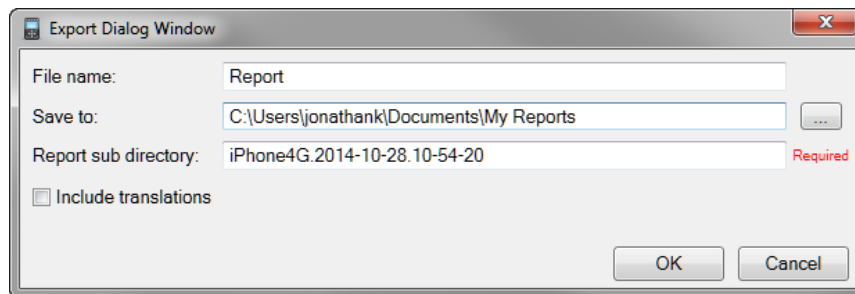 Export Dialog Window
File name: Report
Save to: C:\Users\jonathank\Documents\My Reports ...
Report sub directory: iPhone4G.2014-10-28.10-54-20 Required
Include translations
OK Cancel